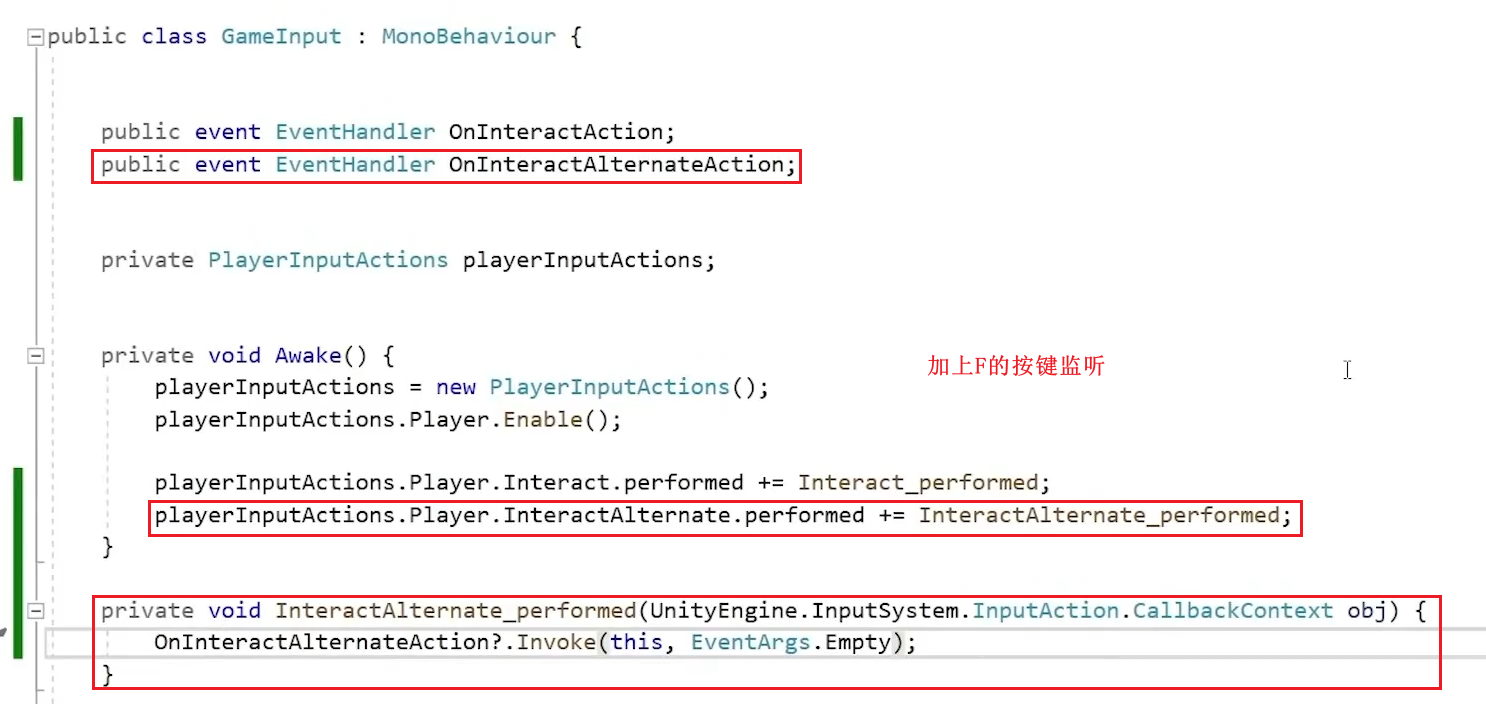 public class GameInput : MonoBehaviour {
public event EventHandler OnInteractAction;
public event EventHandler OnInteractAlternateAction;
private PlayerInputActions playerInputActions;
private void Awake() {
加上F的按键监听
playerInputActions = new PlayerInputActions();
playerInputActions.Player.Enable();
playerInputActions.Player.Interact.performed += Interact_performed;
playerInputActions.Player.InteractAlternate.performed += InteractAlternate_performed;
}
private void InteractAlternate_performed(UnityEngine.InputSystem.InputAction.CallbackContext obj) {
OnInteractAlternateAction?.Invoke(this, EventArgs.Empty);
}